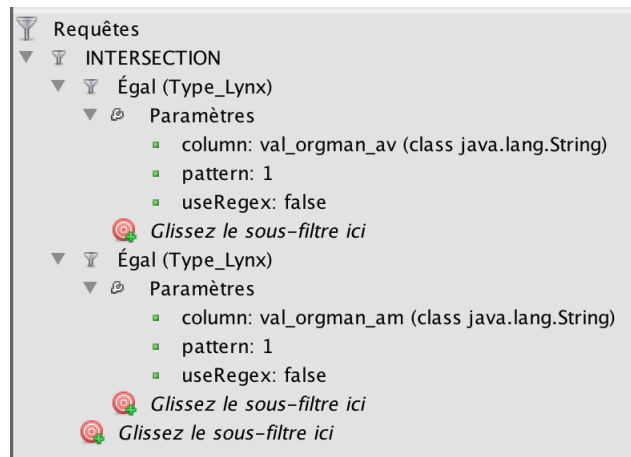 Requêtes
INTERSECTION
Égal (Type_Lynx)
Paramètres
column: val_orgman_av (class java.lang.String)
pattern: 1
useRegex: false
Glissez le sous-filtre ici
Égal (Type_Lynx)
Paramètres
column: val_orgman_am (class java.lang.String)
pattern: 1
useRegex: false
Glissez le sous-filtre ici
Glissez le sous-filtre ici